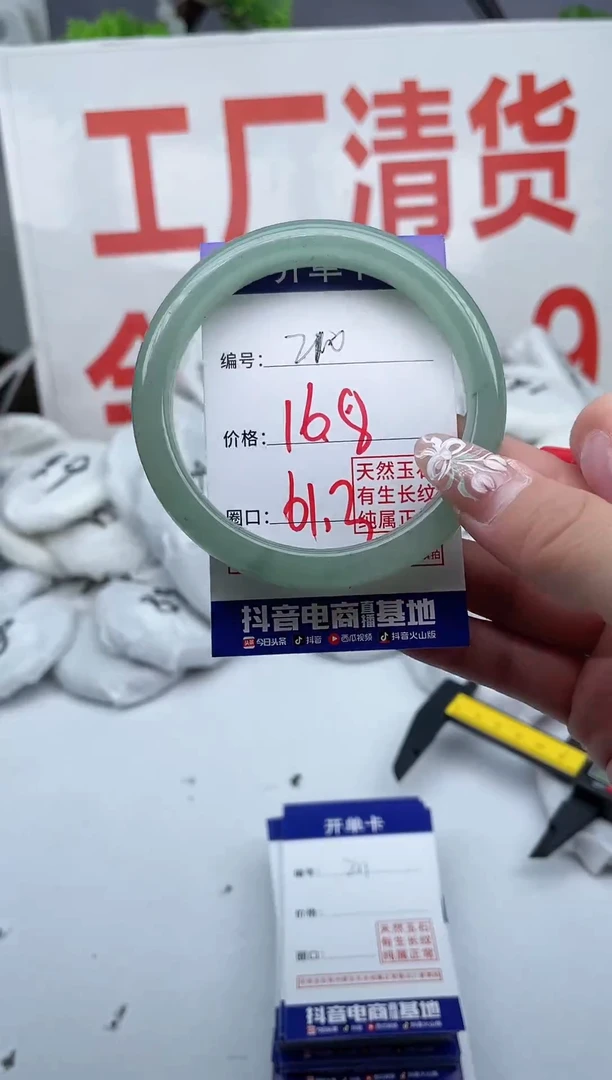 工厂清货
开单卡
编号:
价格: 168
圈口: 61.2
天然玉石
有生长纹
纯属正
抖音电商直播基地
头条 今日头条 抖音 西瓜视频 抖音火山版
开单卡
编号:
价格:
圈口:
天然玉石
有生长纹
纯属正常
抖音电商直播基地